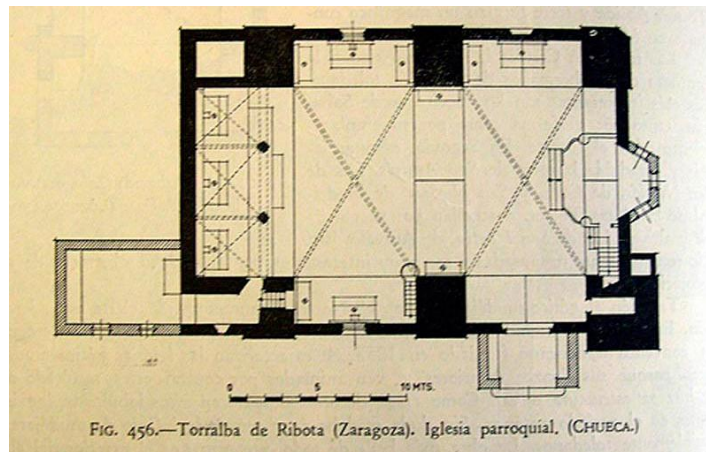 0 5 10 MTS.
FIG. 456.—Torralba de Ribota (Zaragoza). Iglesia parroquial. (CHUECA.)